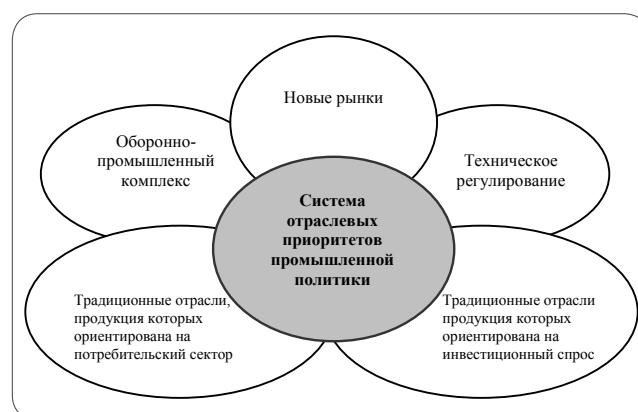 Новые рынки
Оборонно-
промышленный
комплекс
Техническое
регулирование
Система
отраслевых
приоритетов
промышленной
политики
Традиционные отрасли,
продукция которых
ориентирована на
потребительский сектор
Традиционные отрасли
продукция которых
ориентирована на
инвестиционный спрос